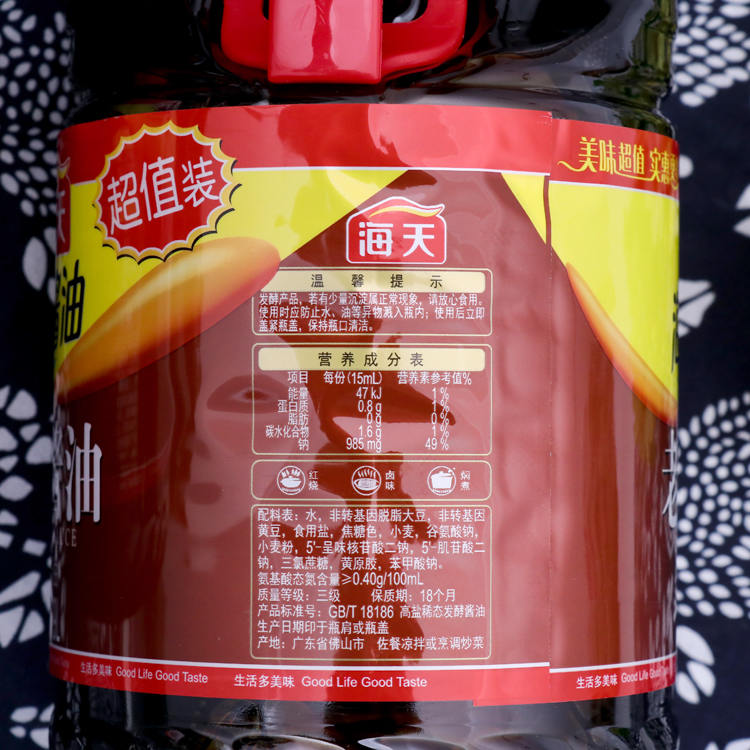 超值装
美味超值 实惠
天
油
海天
温馨提示
发酵产品，若有少量沉淀属正常现象，请放心食用。
使用时应防止水、油等异物溅入瓶内；使用后立即
盖紧瓶盖，保持瓶口清洁。
营养成分表
项目 每份(15mL) 营养素参考值%
能量 47 kJ 1%
蛋白质 0.8 g 1%
脂肪 0 g 0%
碳水化合物 1.6 g 1%
钠 985 mg 49%
红烧
卤味
焖煮
油
老
配料表：水，非转基因脱脂大豆，非转基因
黄豆，食用盐，焦糖色，小麦，谷氨酸钠，
小麦粉，5'-呈味核苷酸二钠，5'-肌苷酸二
钠，三氯蔗糖，黄原胶，苯甲酸钠。
氨基酸态氮含量≥0.40g/100mL
质量等级：三级 保质期：18个月
产品标准号：GB/T 18186 高盐稀态发酵酱油
生产日期印于瓶肩或瓶盖
产地：广东省佛山市 佐餐凉拌或烹调炒菜
生活多美味 Good Life Good Taste
生活多美味 Good Life Good Taste
生活多美味 Good Life Good Taste